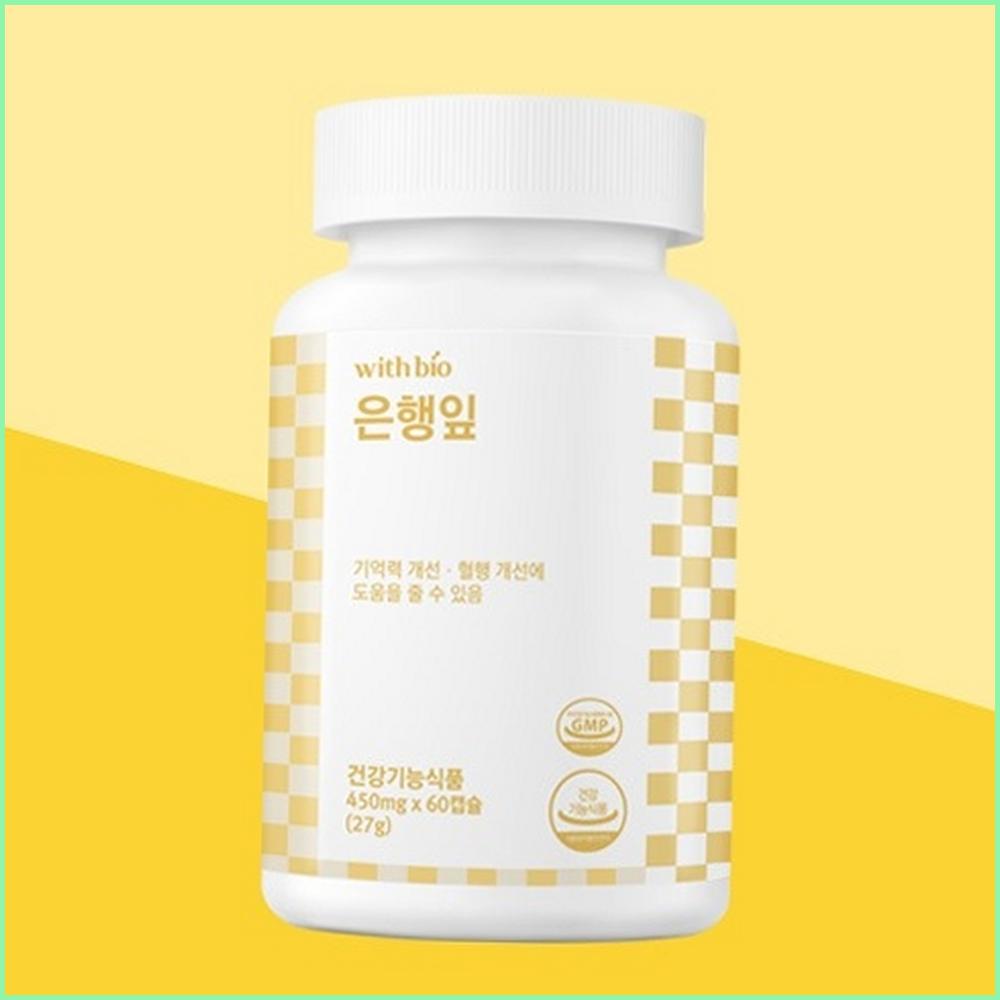 with bio
은행잎
기억력 개선 · 혈행 개선에
도움을 줄 수 있음
GMP
건강기능식품
450mg x 60캡슐
(27g)
건강
기능식품